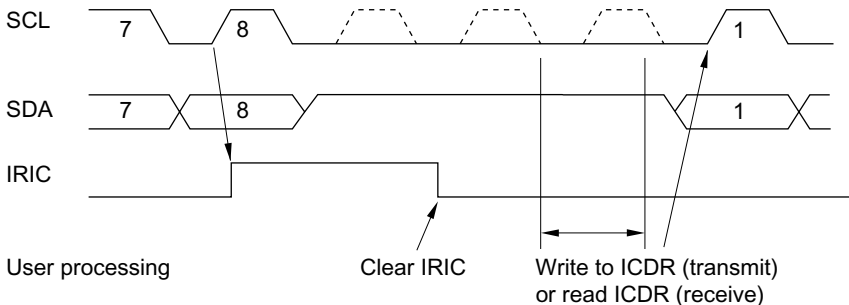 SCL 7 8 1
SDA 7 8 1
IRIC
User processing Clear IRIC Write to ICDR (transmit)
or read ICDR (receive)